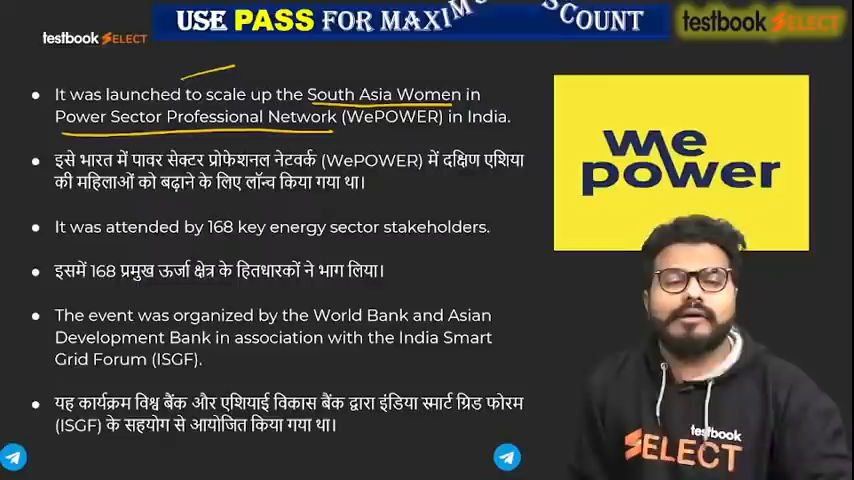 USE PASS FOR MAXIMUM DISCOUNT
testbook SELECT
testbook SELECT
It was launched to scale up the South Asia Women in
Power Sector Professional Network (WePOWER) in India.
इसे भारत में पावर सेक्टर प्रोफेशनल नेटवर्क (WePOWER) में दक्षिण एशिया
की महिलाओं को बढ़ाने के लिए लॉन्च किया गया था।
It was attended by 168 key energy sector stakeholders.
इसमें 168 प्रमुख ऊर्जा क्षेत्र के हितधारकों ने भाग लिया।
The event was organized by the World Bank and Asian
Development Bank in association with the India Smart
Grid Forum (ISGF).
यह कार्यक्रम विश्व बैंक और एशियाई विकास बैंक द्वारा इंडिया स्मार्ट ग्रिड फोरम
(ISGF) के सहयोग से आयोजित किया गया था।
we
power
testbook
SELECT